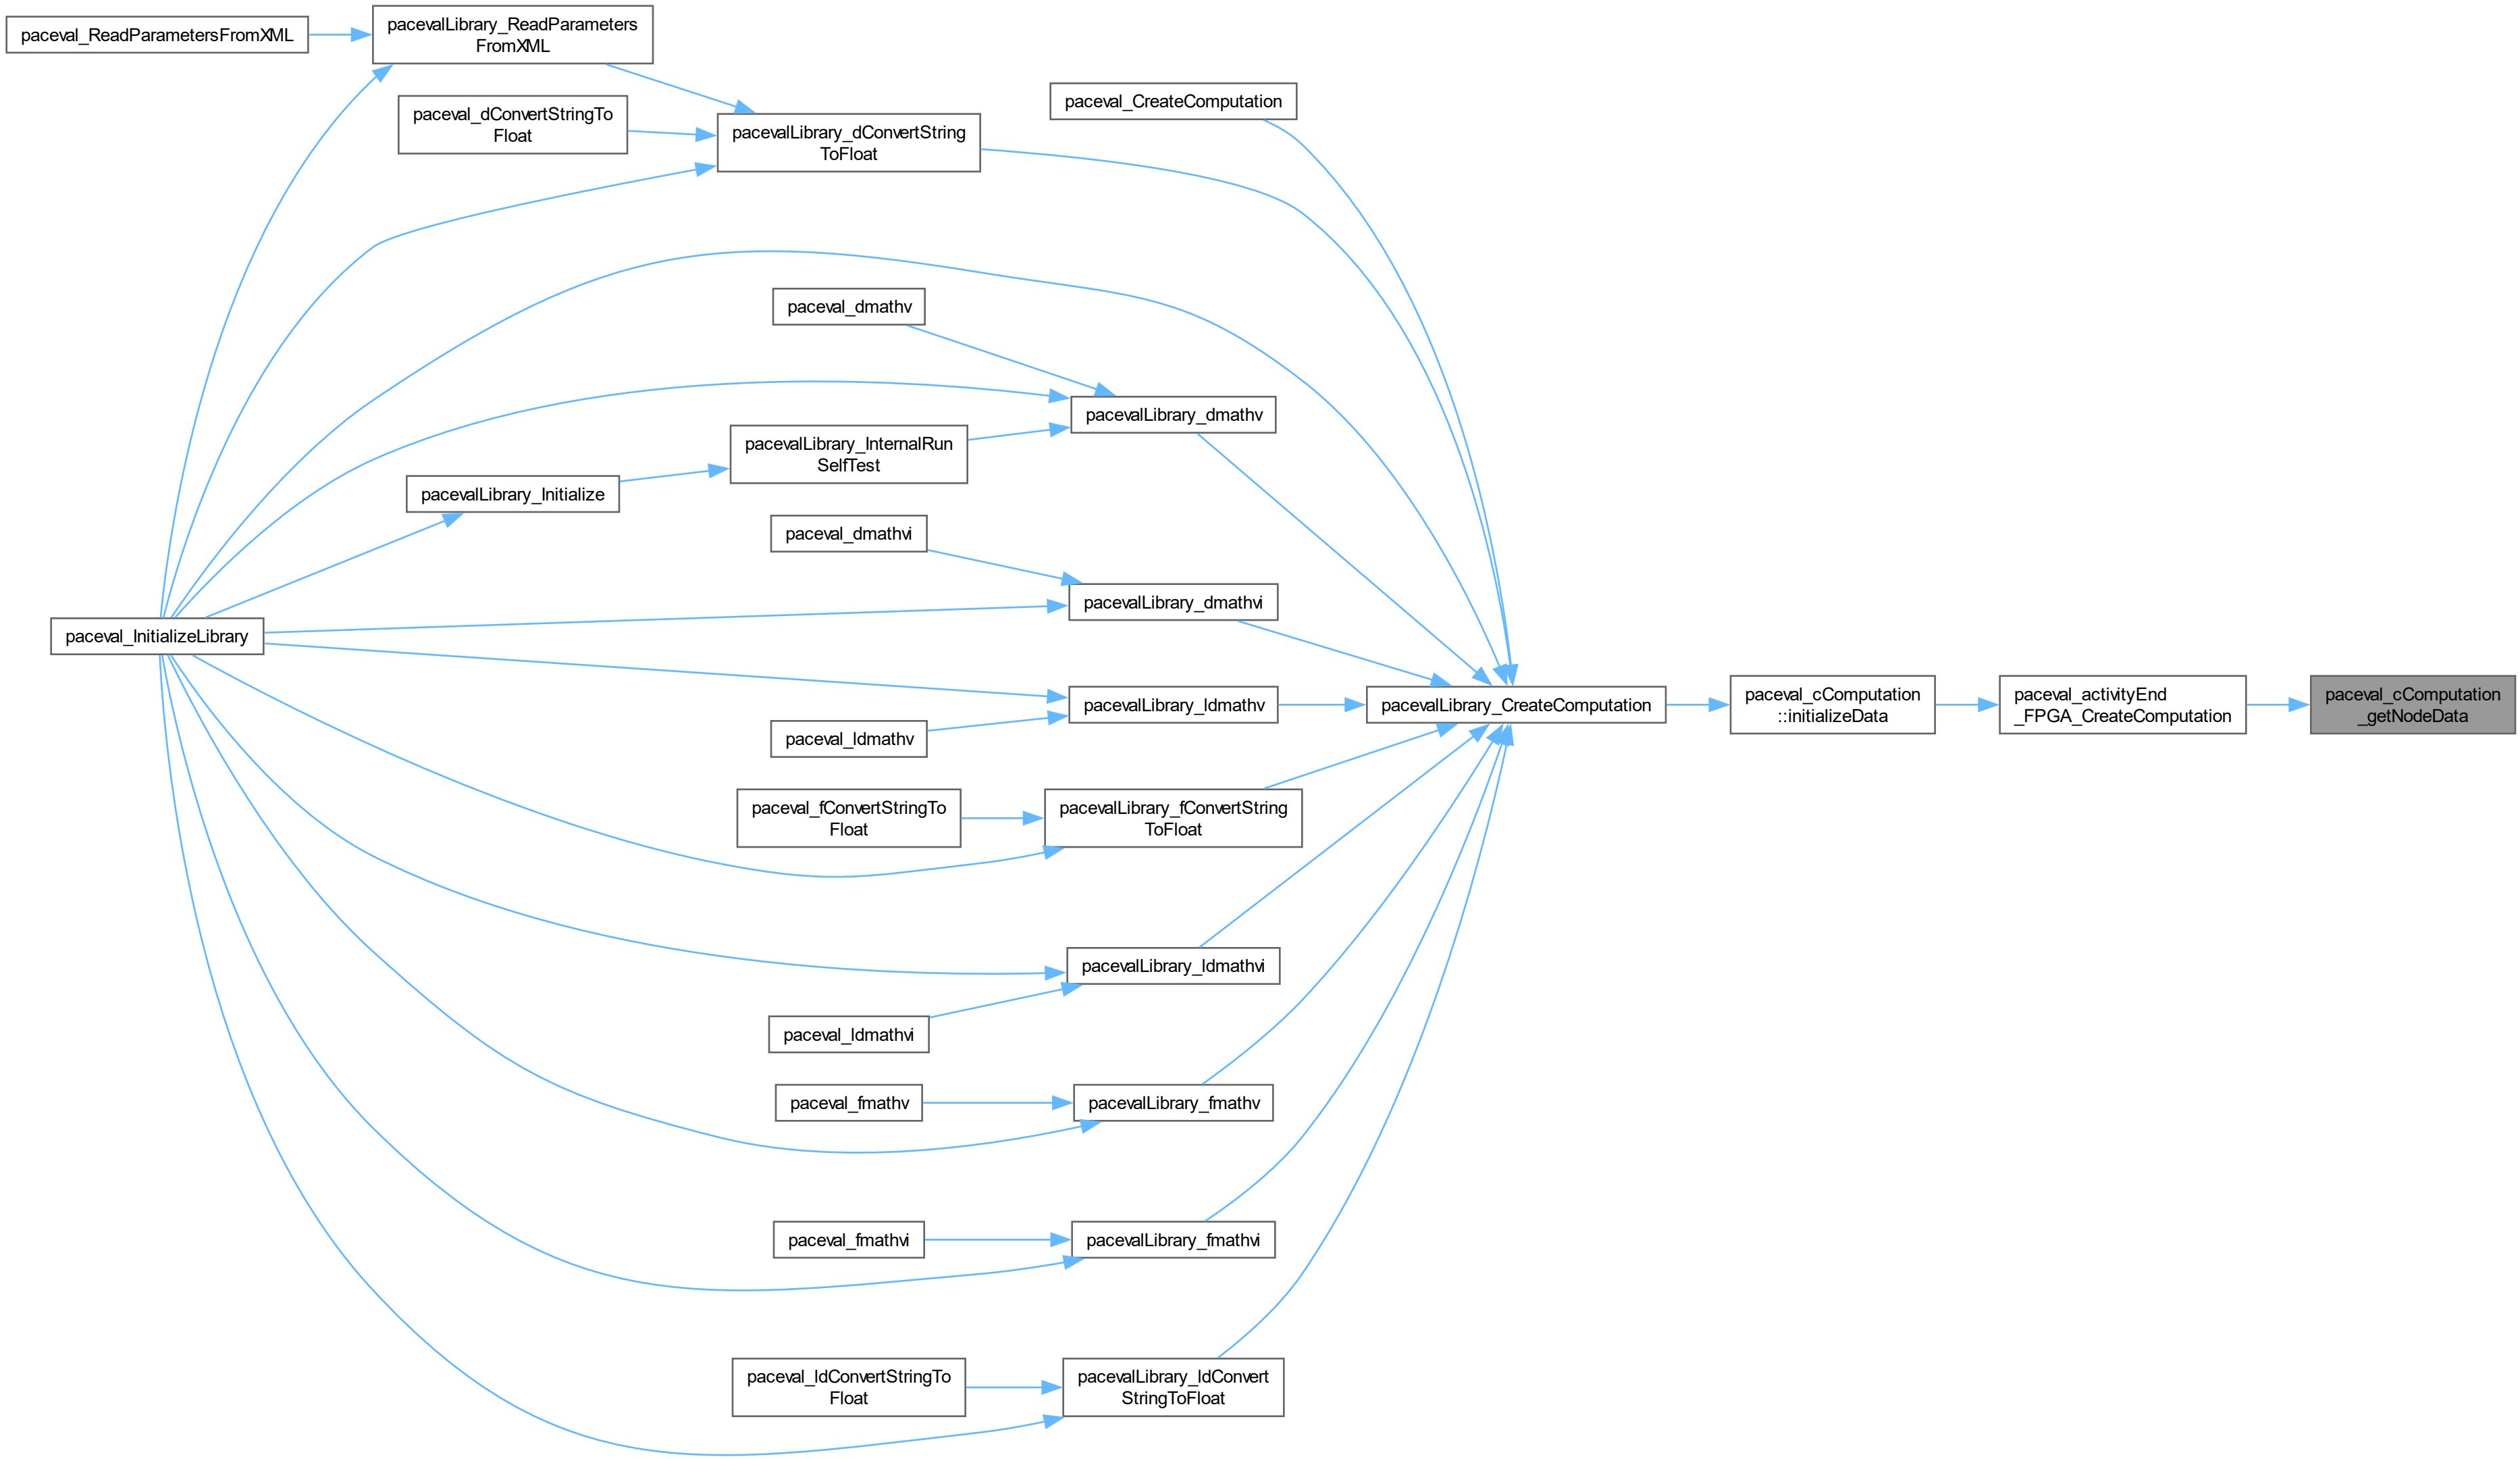 paceval_ReadParametersFromXML
pacevalLibrary_ReadParameters
FromXML
paceval_CreateComputation
paceval_dConvertStringTo
Float
pacevalLibrary_dConvertString
ToFloat
paceval_dmathv
pacevalLibrary_dmathv
pacevalLibrary_InternalRun
SelfTest
pacevalLibrary_Initialize
paceval_dmathvi
pacevalLibrary_dmathvi
paceval_InitializeLibrary
pacevalLibrary_ldmathv
paceval_ldmathv
pacevalLibrary_CreateComputation
paceval_cComputation
::initializeData
paceval_activityEnd
_FPGA_CreateComputation
paceval_cComputation
_getNodeData
paceval_fConvertStringTo
Float
pacevalLibrary_fConvertString
ToFloat
pacevalLibrary_ldmathvi
paceval_ldmathvi
paceval_fmathv
pacevalLibrary_fmathv
paceval_fmathvi
pacevalLibrary_fmathvi
paceval_ldConvertStringTo
Float
pacevalLibrary_ldConvert
StringToFloat